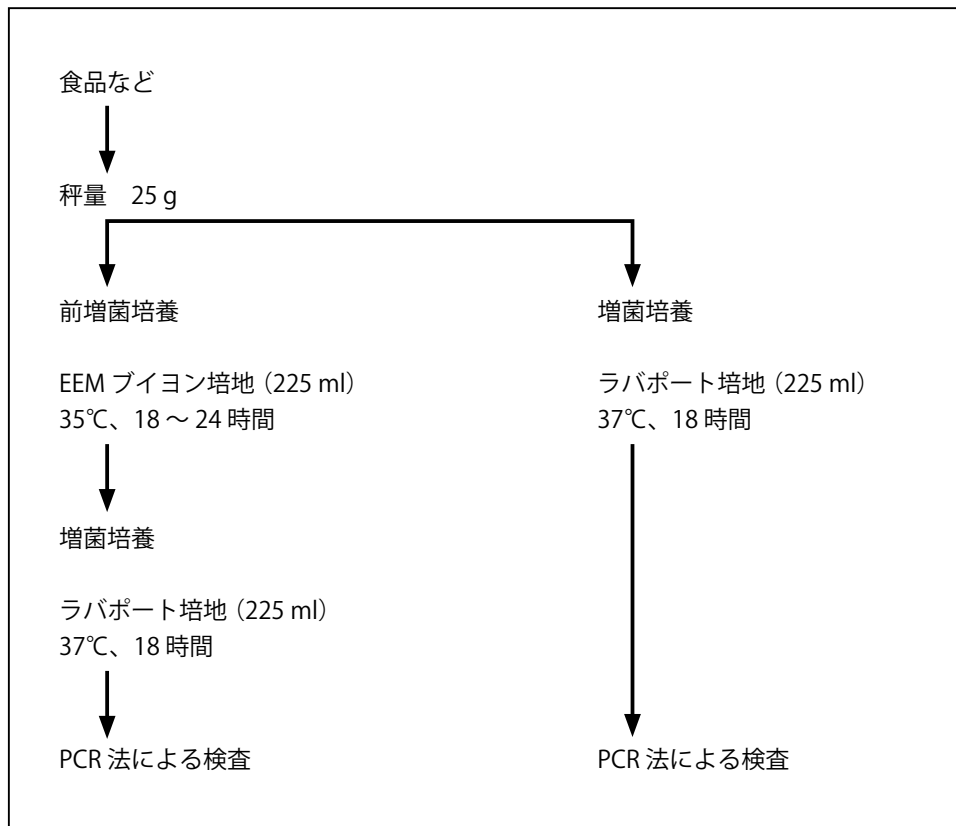 食品など
秤量　25 g
前増菌培養
EEM ブイヨン培地（225 ml）
35℃、18 〜 24 時間
増菌培養
ラバポート培地（225 ml）
37℃、18 時間
PCR 法による検査
増菌培養
ラバポート培地（225 ml）
37℃、18 時間
PCR 法による検査